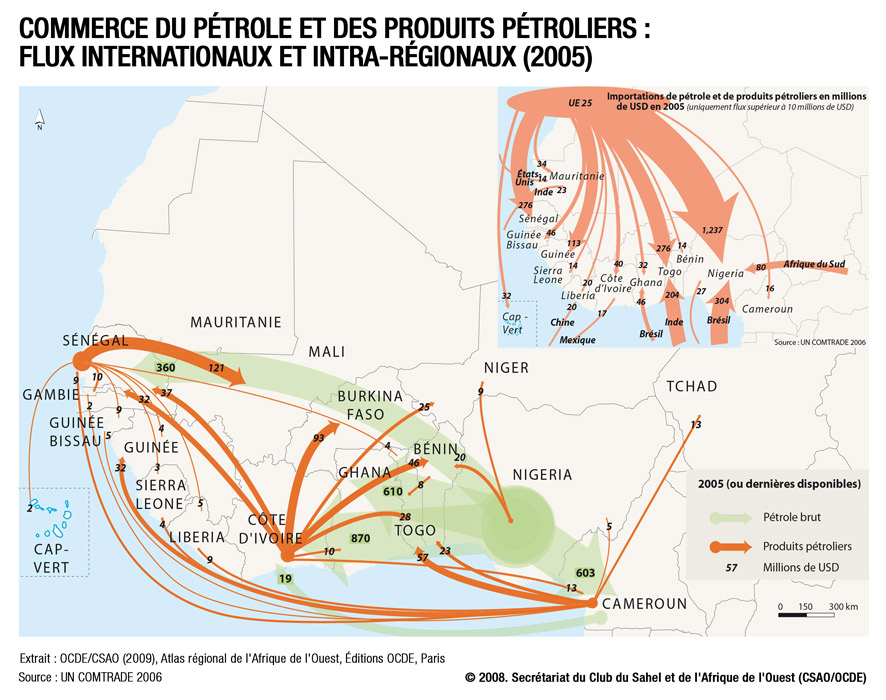 COMMERCE DU PÉTROLE ET DES PRODUITS PÉTROLIERS :
FLUX INTERNATIONAUX ET INTRA-RÉGIONAUX (2005)
N
UE 25
Importations de pétrole et de produits pétroliers en millions
de USD en 2005 (uniquement flux supérieur à 10 millions de USD)
34
États-
Unis
14
Mauritanie
Inde
23
276
Sénégal
Guinée
Bissau
46
113
Guinée
14
Sierra
Leone
20
Liberia
20
Chine
17
Mexique
40
Côte
d'Ivoire
32
Ghana
46
Brésil
276
14
Bénin
Togo
204
Inde
27
1,237
Nigeria
304
Brésil
80
Afrique du Sud
16
Cameroun
32
Cap -
Vert
Source : UN COMTRADE 2006
MAURITANIE
SÉNÉGAL
MALI
360
121
NIGER
9
TCHAD
13
9
10
GAMBIE
2
32
37
9
GUINÉE
BISSAU
5
4
GUINÉE
32
3
SIERRA
LEONE
5
4
LIBERIA
9
2
CAP-
VERT
BURKINA
FASO
25
93
4
BÉNIN
46
20
GHANA
610
8
NIGERIA
28
TOGO
CÔTE
D'IVOIRE
870
10
23
57
5
19
603
13
CAMEROUN
2005 (ou dernières disponibles)
Pétrole brut
Produits pétroliers
57 Millions de USD
0 150 300 km
Extrait : OCDE/CSAO (2009), Atlas régional de l'Afrique de l'Ouest, Éditions OCDE, Paris
Source : UN COMTRADE 2006
© 2008. Secrétariat du Club du Sahel et de l'Afrique de l'Ouest (CSAO/OCDE)